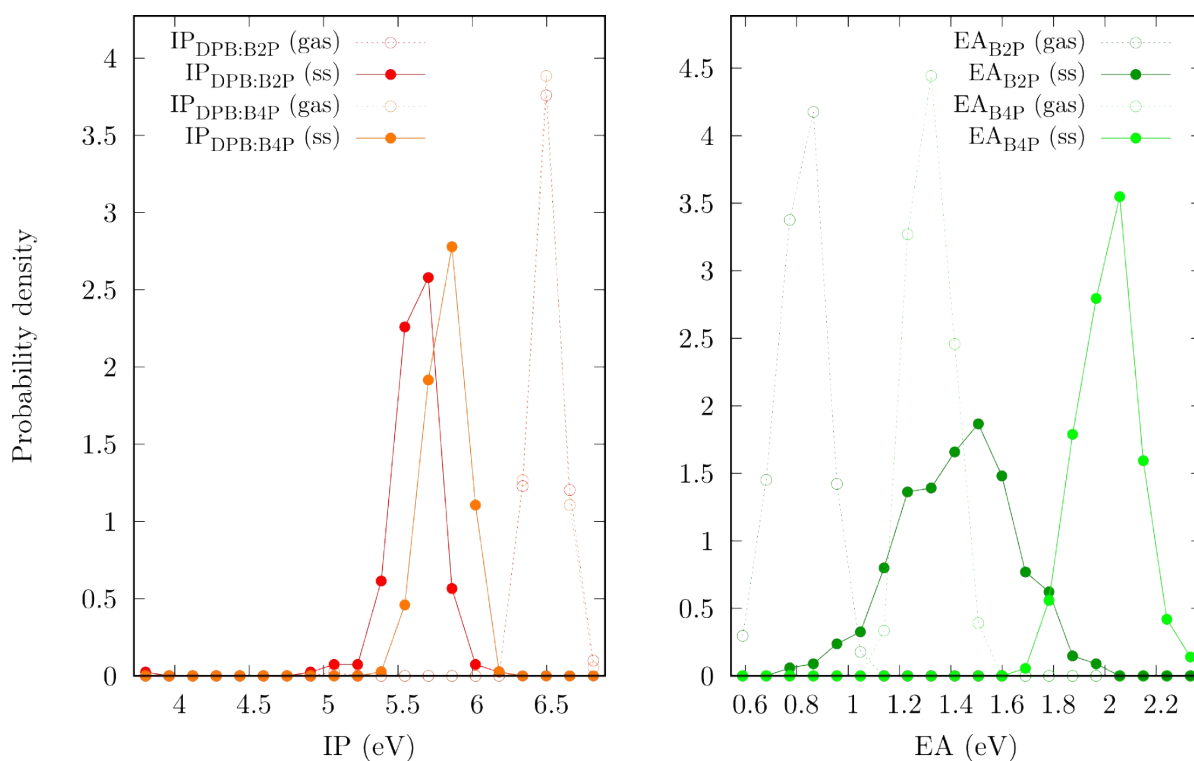 IP_DPB:B2P (gas)
IP_DPB:B2P (ss)
IP_DPB:B4P (gas)
IP_DPB:B4P (ss)
4
3.5
3
2.5
2
1.5
1
0.5
0
Probability density
4 4.5 5 5.5 6 6.5
IP (eV)
EA_B2P (gas)
EA_B2P (ss)
EA_B4P (gas)
EA_B4P (ss)
4.5
4
3.5
3
2.5
2
1.5
1
0.5
0
0.6 0.8 1 1.2 1.4 1.6 1.8 2 2.2
EA (eV)